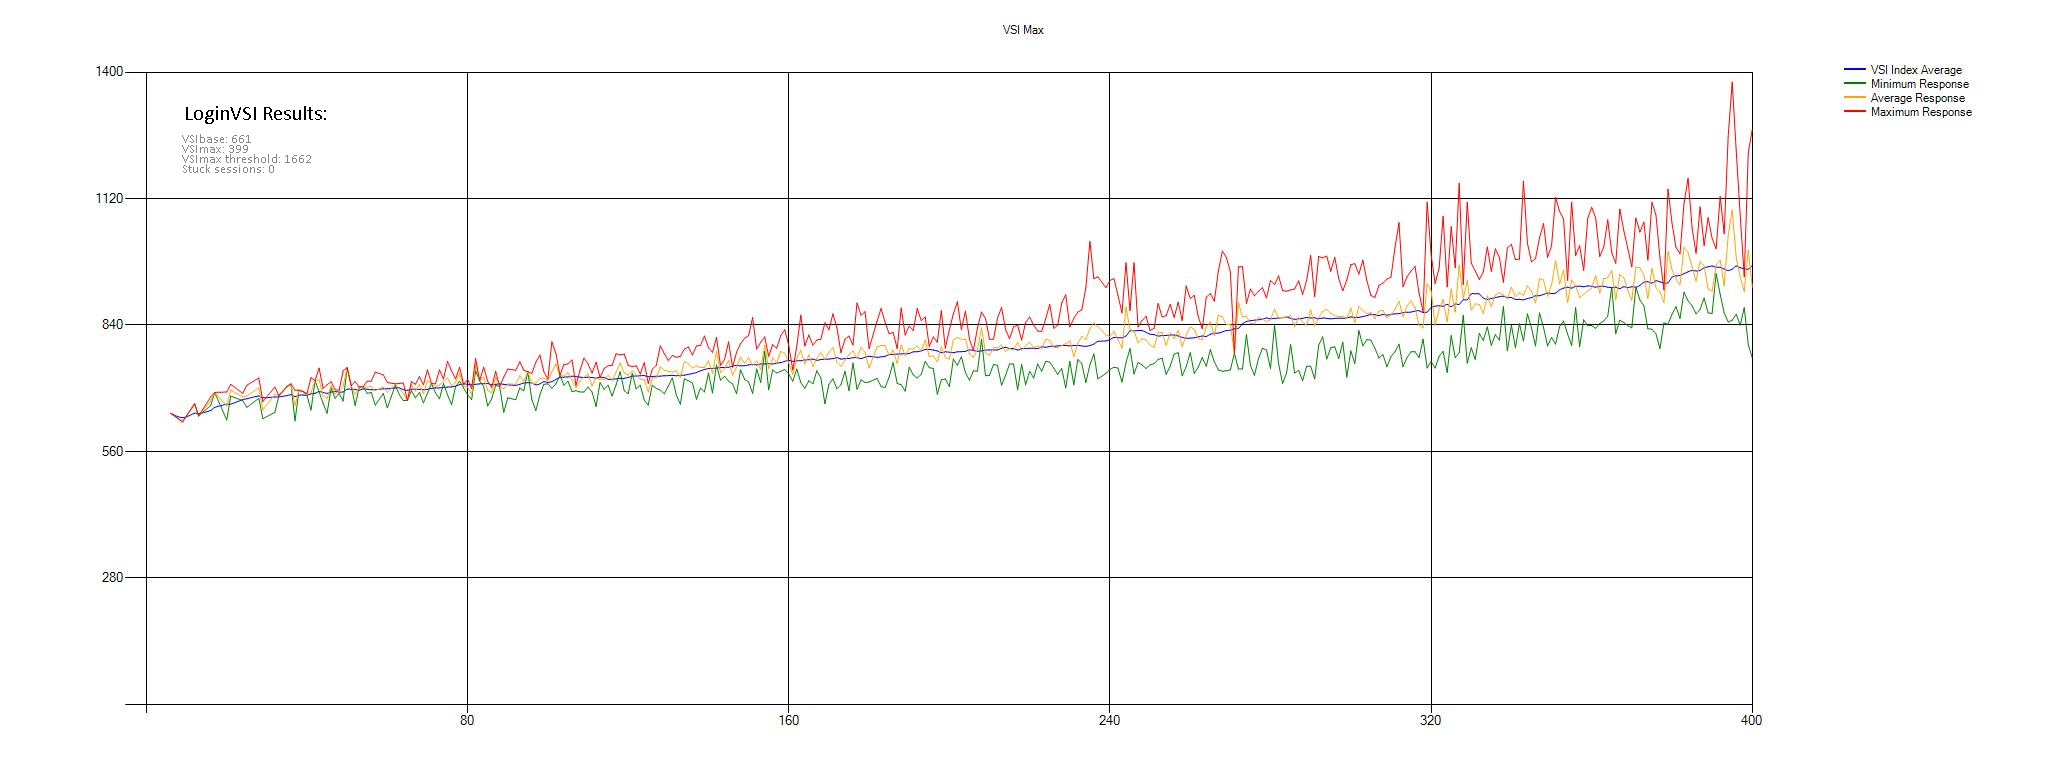 VSI Max
1400
1120
840
560
280
80
160
240
320
400
LoginVSI Results:
VSIbase: 661
VSImax: 399
VSImax threshold: 1662
Stuck sessions: 0
VSI Index Average
Minimum Response
Average Response
Maximum Response